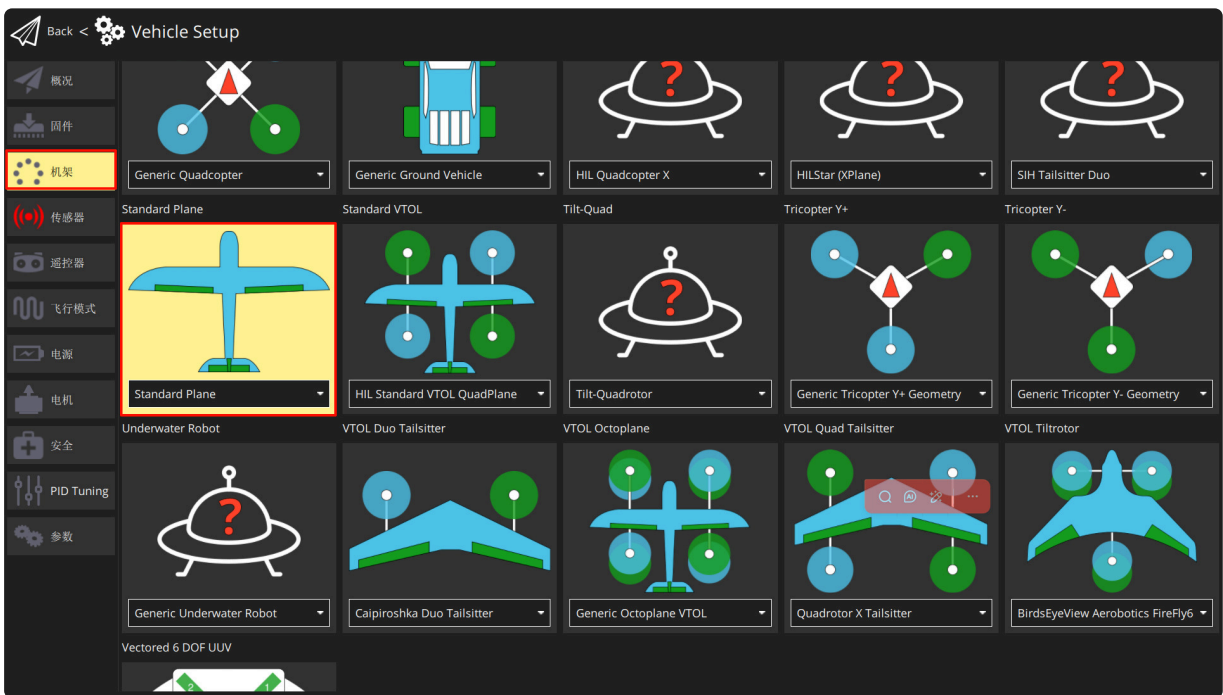 Back < Vehicle Setup
概况
固件
机架
传感器
遥控器
飞行模式
电源
电机
安全
PID Tuning
参数
Generic Quadcopter
Generic Ground Vehicle
HIL Quadcopter X
HILStar (XPlane)
SIH Tailsitter Duo
Standard Plane
Standard VTOL
Tilt-Quad
Tricopter Y+
Tricopter Y-
Standard Plane
HIL Standard VTOL QuadPlane
Tilt-Quadrotor
Generic Tricopter Y+ Geometry
Generic Tricopter Y- Geometry
Underwater Robot
VTOL Duo Tailsitter
VTOL Octoplane
VTOL Quad Tailsitter
VTOL Tiltrotor
AI
Generic Underwater Robot
Caipiroshka Duo Tailsitter
Generic Octoplane VTOL
Quadrotor X Tailsitter
BirdsEyeView Aerobotics FireFly6
Vectored 6 DOF UUV
2
1